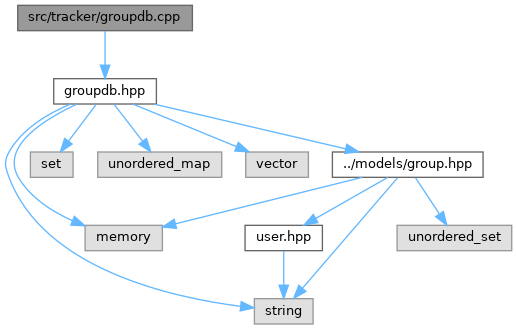 src/tracker/groupdb.cpp
groupdb.hpp
set
unordered_map
vector
../models/group.hpp
memory
user.hpp
unordered_set
string